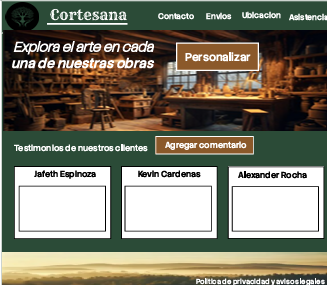 Cortesana
Contacto Envios Ubicacion Asistencia
Explora el arte en cada
una de nuestras obras
Personalizar
Testimonios de nuestros clientes
Agregar comentario
Jafeth Espinoza
Kevin Cardenas
Alexander Rocha
Politica de privacidad y avisos legales